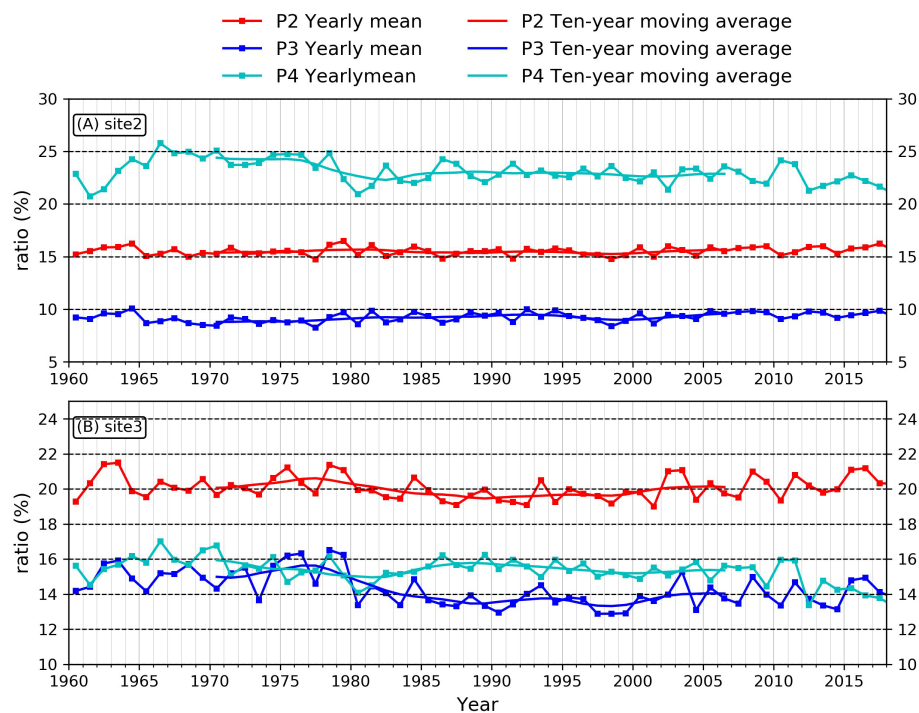 P2 Yearly mean P2 Ten-year moving average
P3 Yearly mean P3 Ten-year moving average
P4 Yearlymean P4 Ten-year moving average
30 30
(A) site2
25 25
20 20
ratio (%)
15 15
10 10
5 5
1960 1965 1970 1975 1980 1985 1990 1995 2000 2005 2010 2015
24 24
(B) site3
22 22
20 20
ratio (%)
18 18
16 16
14 14
12 12
10 10
1960 1965 1970 1975 1980 1985 1990 1995 2000 2005 2010 2015
Year